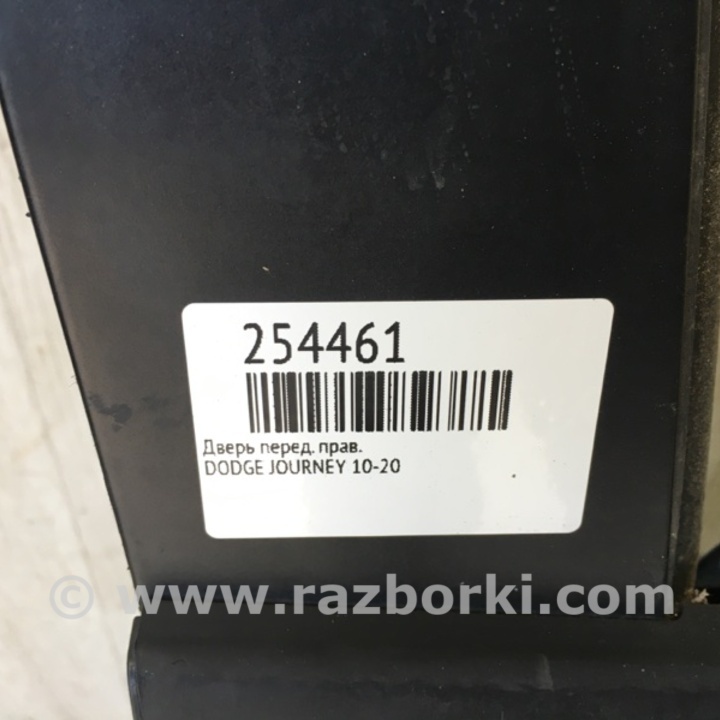 254461
Дверь перед. прав.
DODGE JOURNEY 10-20
© www.razborki.com